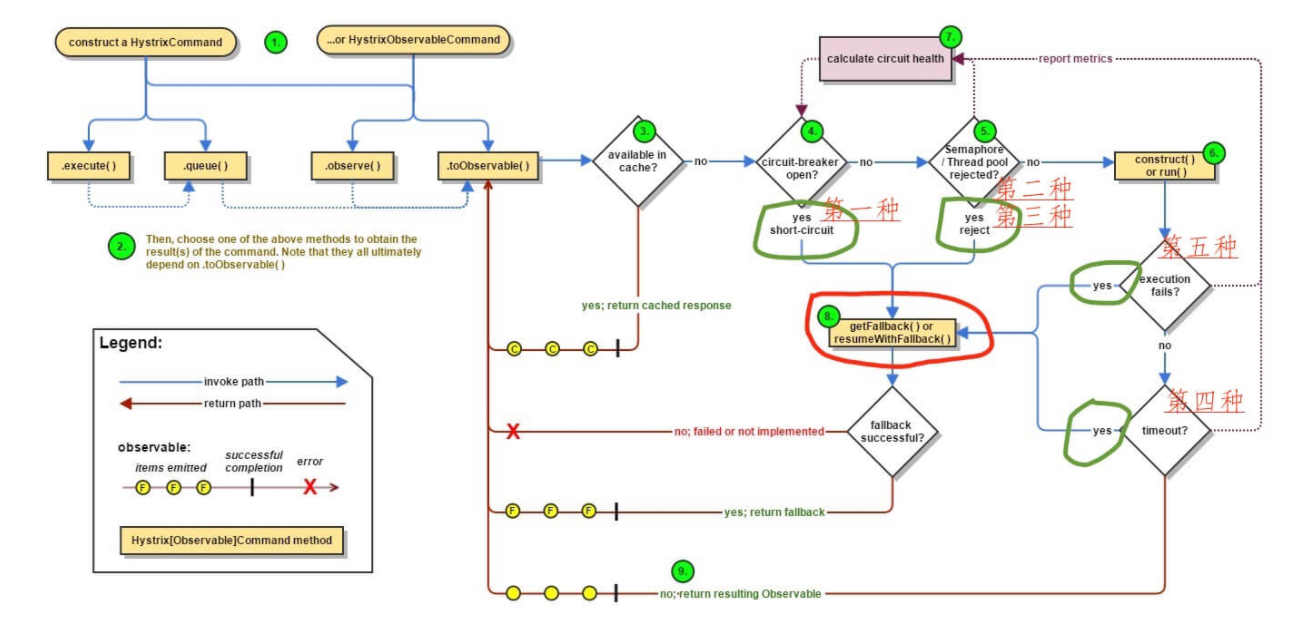 construct a HystrixCommand
1.
...or HystrixObservableCommand
7.
calculate circuit health
report metrics
.execute( )
.queue( )
.observe( )
.toObservable( )
3.
available in
cache?
no
4.
circuit-breaker
open?
no
5.
Semaphore
/ Thread pool
rejected?
no
6.
construct( )
or run( )
第一种
yes
short-circuit
第二种
第三种
yes
reject
2.
Then, choose one of the above methods to obtain the
result(s) of the command. Note that they all ultimately
depend on .toObservable( )
第五种
yes
execution
fails?
yes; return cached response
8.
getFallback( ) or
resumeWithFallback( )
no
C C C
Legend:
invoke path
return path
observable:
items emitted
successful
completion
error
F F F
X
Hystrix[Observable]Command method
第四种
yes
timeout?
X
no; failed or not implemented
fallback
successful?
F F F
yes; return fallback
9.
no; return resulting Observable